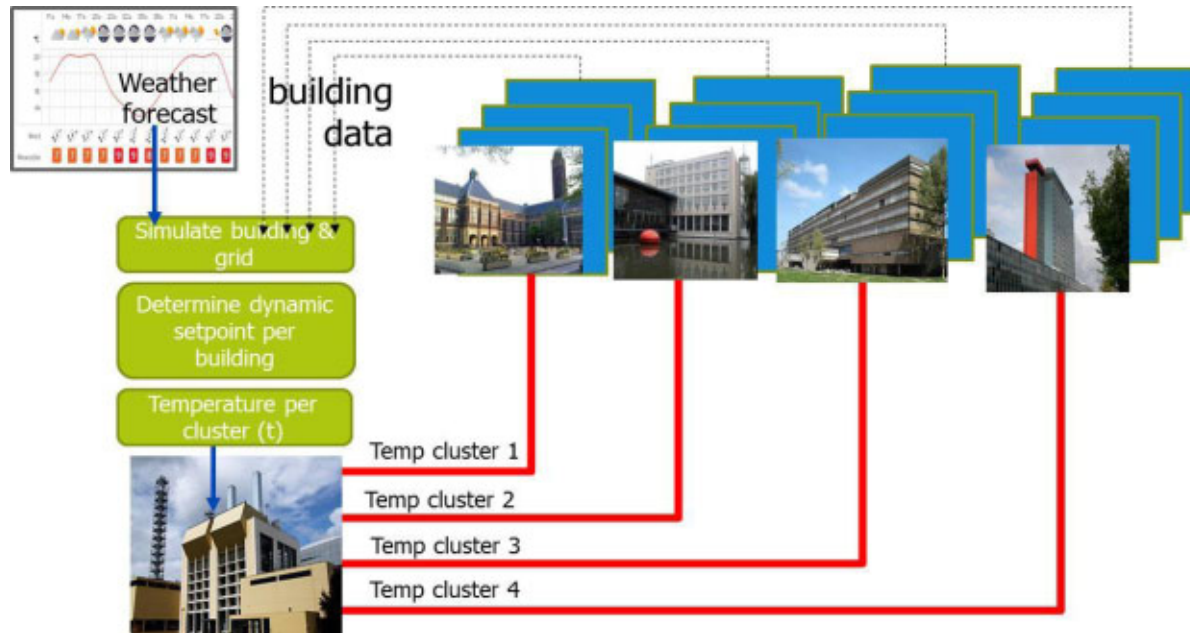 Weather
forecast
building
data
Simulate building &
grid
Determine dynamic
setpoint per
building
Temperature per
cluster (t)
Temp cluster 1
Temp cluster 2
Temp cluster 3
Temp cluster 4